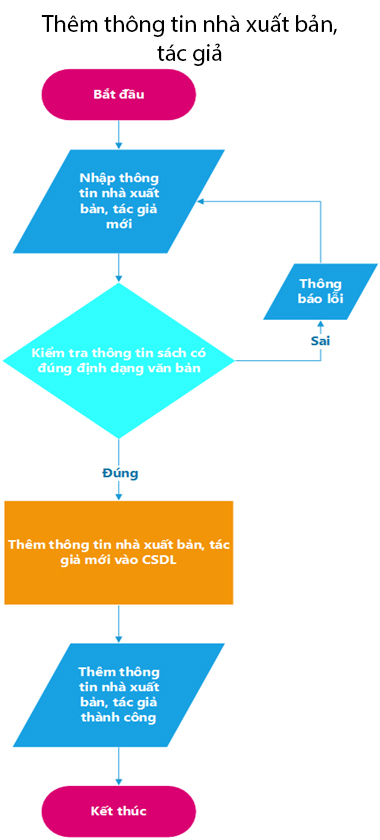 Thêm thông tin nhà xuất bản,
tác giả
Bắt đầu
Nhập thông
tin nhà xuất
bản, tác giả
mới
Thông
báo lỗi
Kiểm tra thông tin sách có
đúng định dạng văn bản
Sai
Đúng
Thêm thông tin nhà xuất bản, tác
giả mới vào CSDL
Thêm thông
tin nhà xuất
bản, tác giả
thành công
Kết thúc